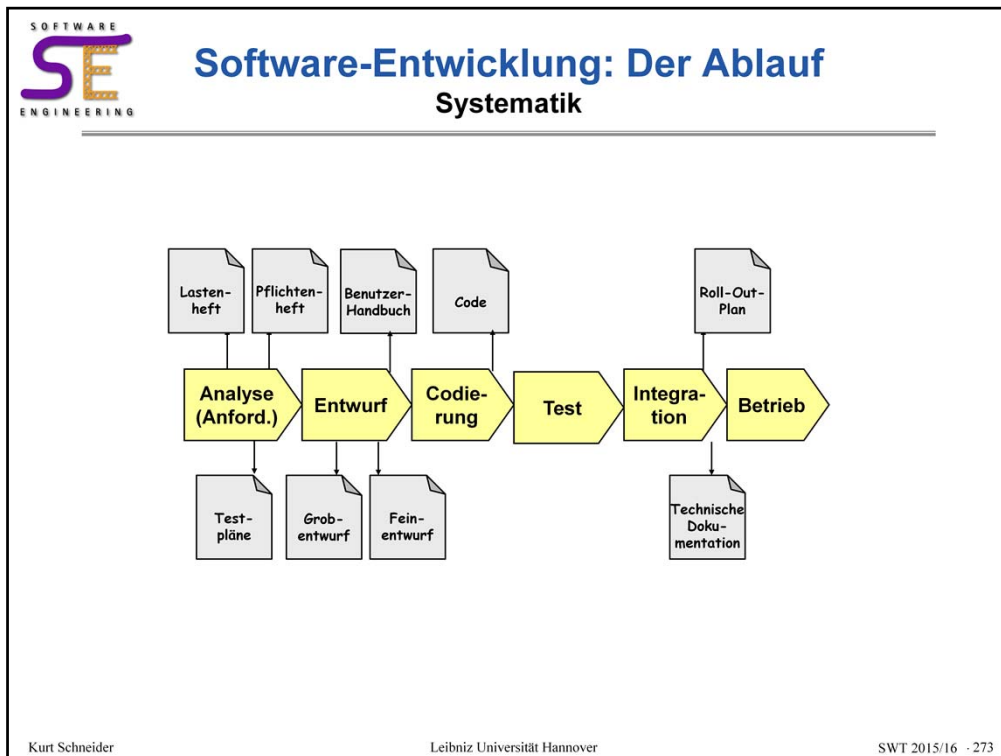 SOFTWARE
SE
ENGINEERING
Software-Entwicklung: Der Ablauf
Systematik
Lasten-
heft
Pflichten-
heft
Benutzer-
Handbuch
Code
Roll-Out-
Plan
Analyse
(Anford.)
Entwurf
Codie-
rung
Test
Integra-
tion
Betrieb
Test-
pläne
Grob-
entwurf
Fein-
entwurf
Technische
Doku-
mentation
Kurt Schneider
Leibniz Universität Hannover
SWT 2015/16 · 273